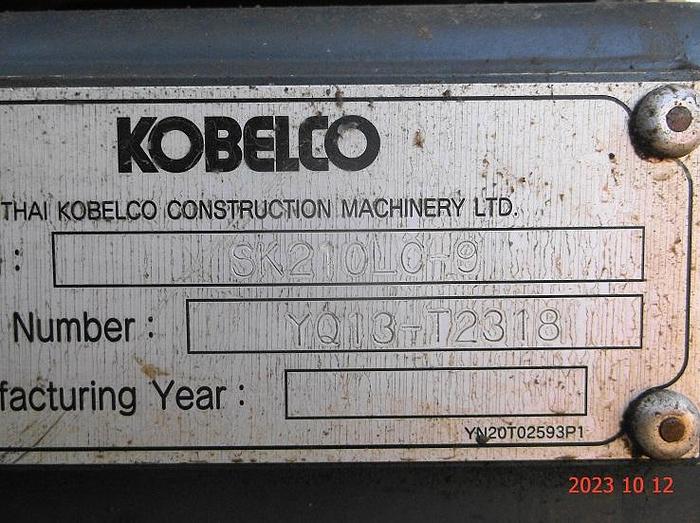 KOBELCO
THAI KOBELCO CONSTRUCTION MACHINERY LTD.
: SK210LC-9
Number : YQ13-T2318
facturing Year :
YN20T02593P1
2023 10 12